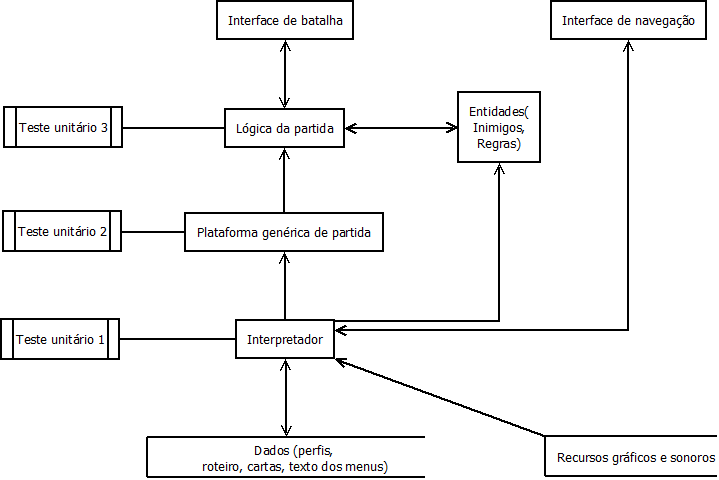 Interface de batalha
Interface de navegação
Teste unitário 3
Lógica da partida
Entidades(
Inimigos,
Regras)
Teste unitário 2
Plataforma genérica de partida
Teste unitário 1
Interpretador
Dados (perfis,
roteiro, cartas, texto dos menus)
Recursos gráficos e sonoros